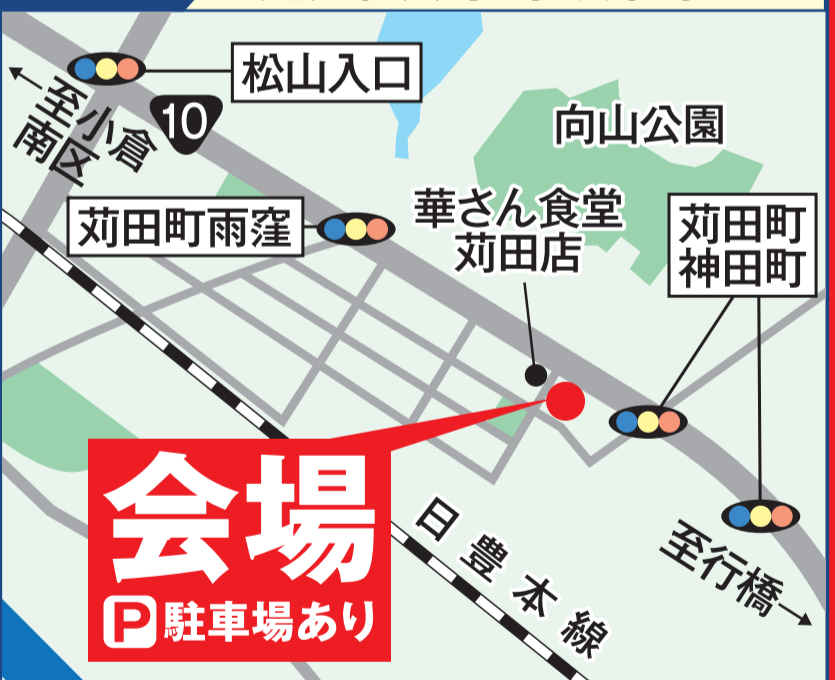 松山入口
至小倉
南区
10
向山公園
苅田町雨窪
華さん食堂
苅田店
苅田町
神田町
会場
P駐車場あり
日豊本線
至行橋